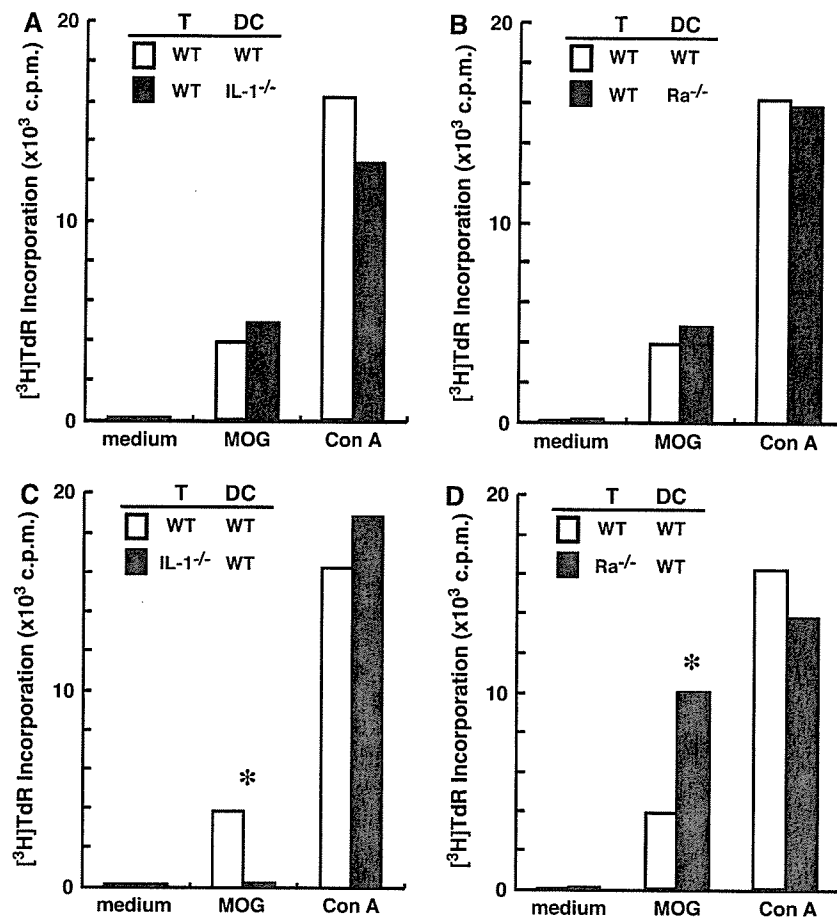 A
T DC
WT WT
WT IL-1-/-
[3H]TdR Incorporation (x103 c.p.m.)
20
10
0
medium MOG Con A
B
T DC
WT WT
WT Ra-/-
[3H]TdR Incorporation (x103 c.p.m.)
20
10
0
medium MOG Con A
C
T DC
WT WT
IL-1-/- WT
[3H]TdR Incorporation (x103 c.p.m.)
20
10
0
*
medium MOG Con A
D
T DC
WT WT
Ra-/- WT
[3H]TdR Incorporation (x103 c.p.m.)
20
10
0
*
medium MOG Con A